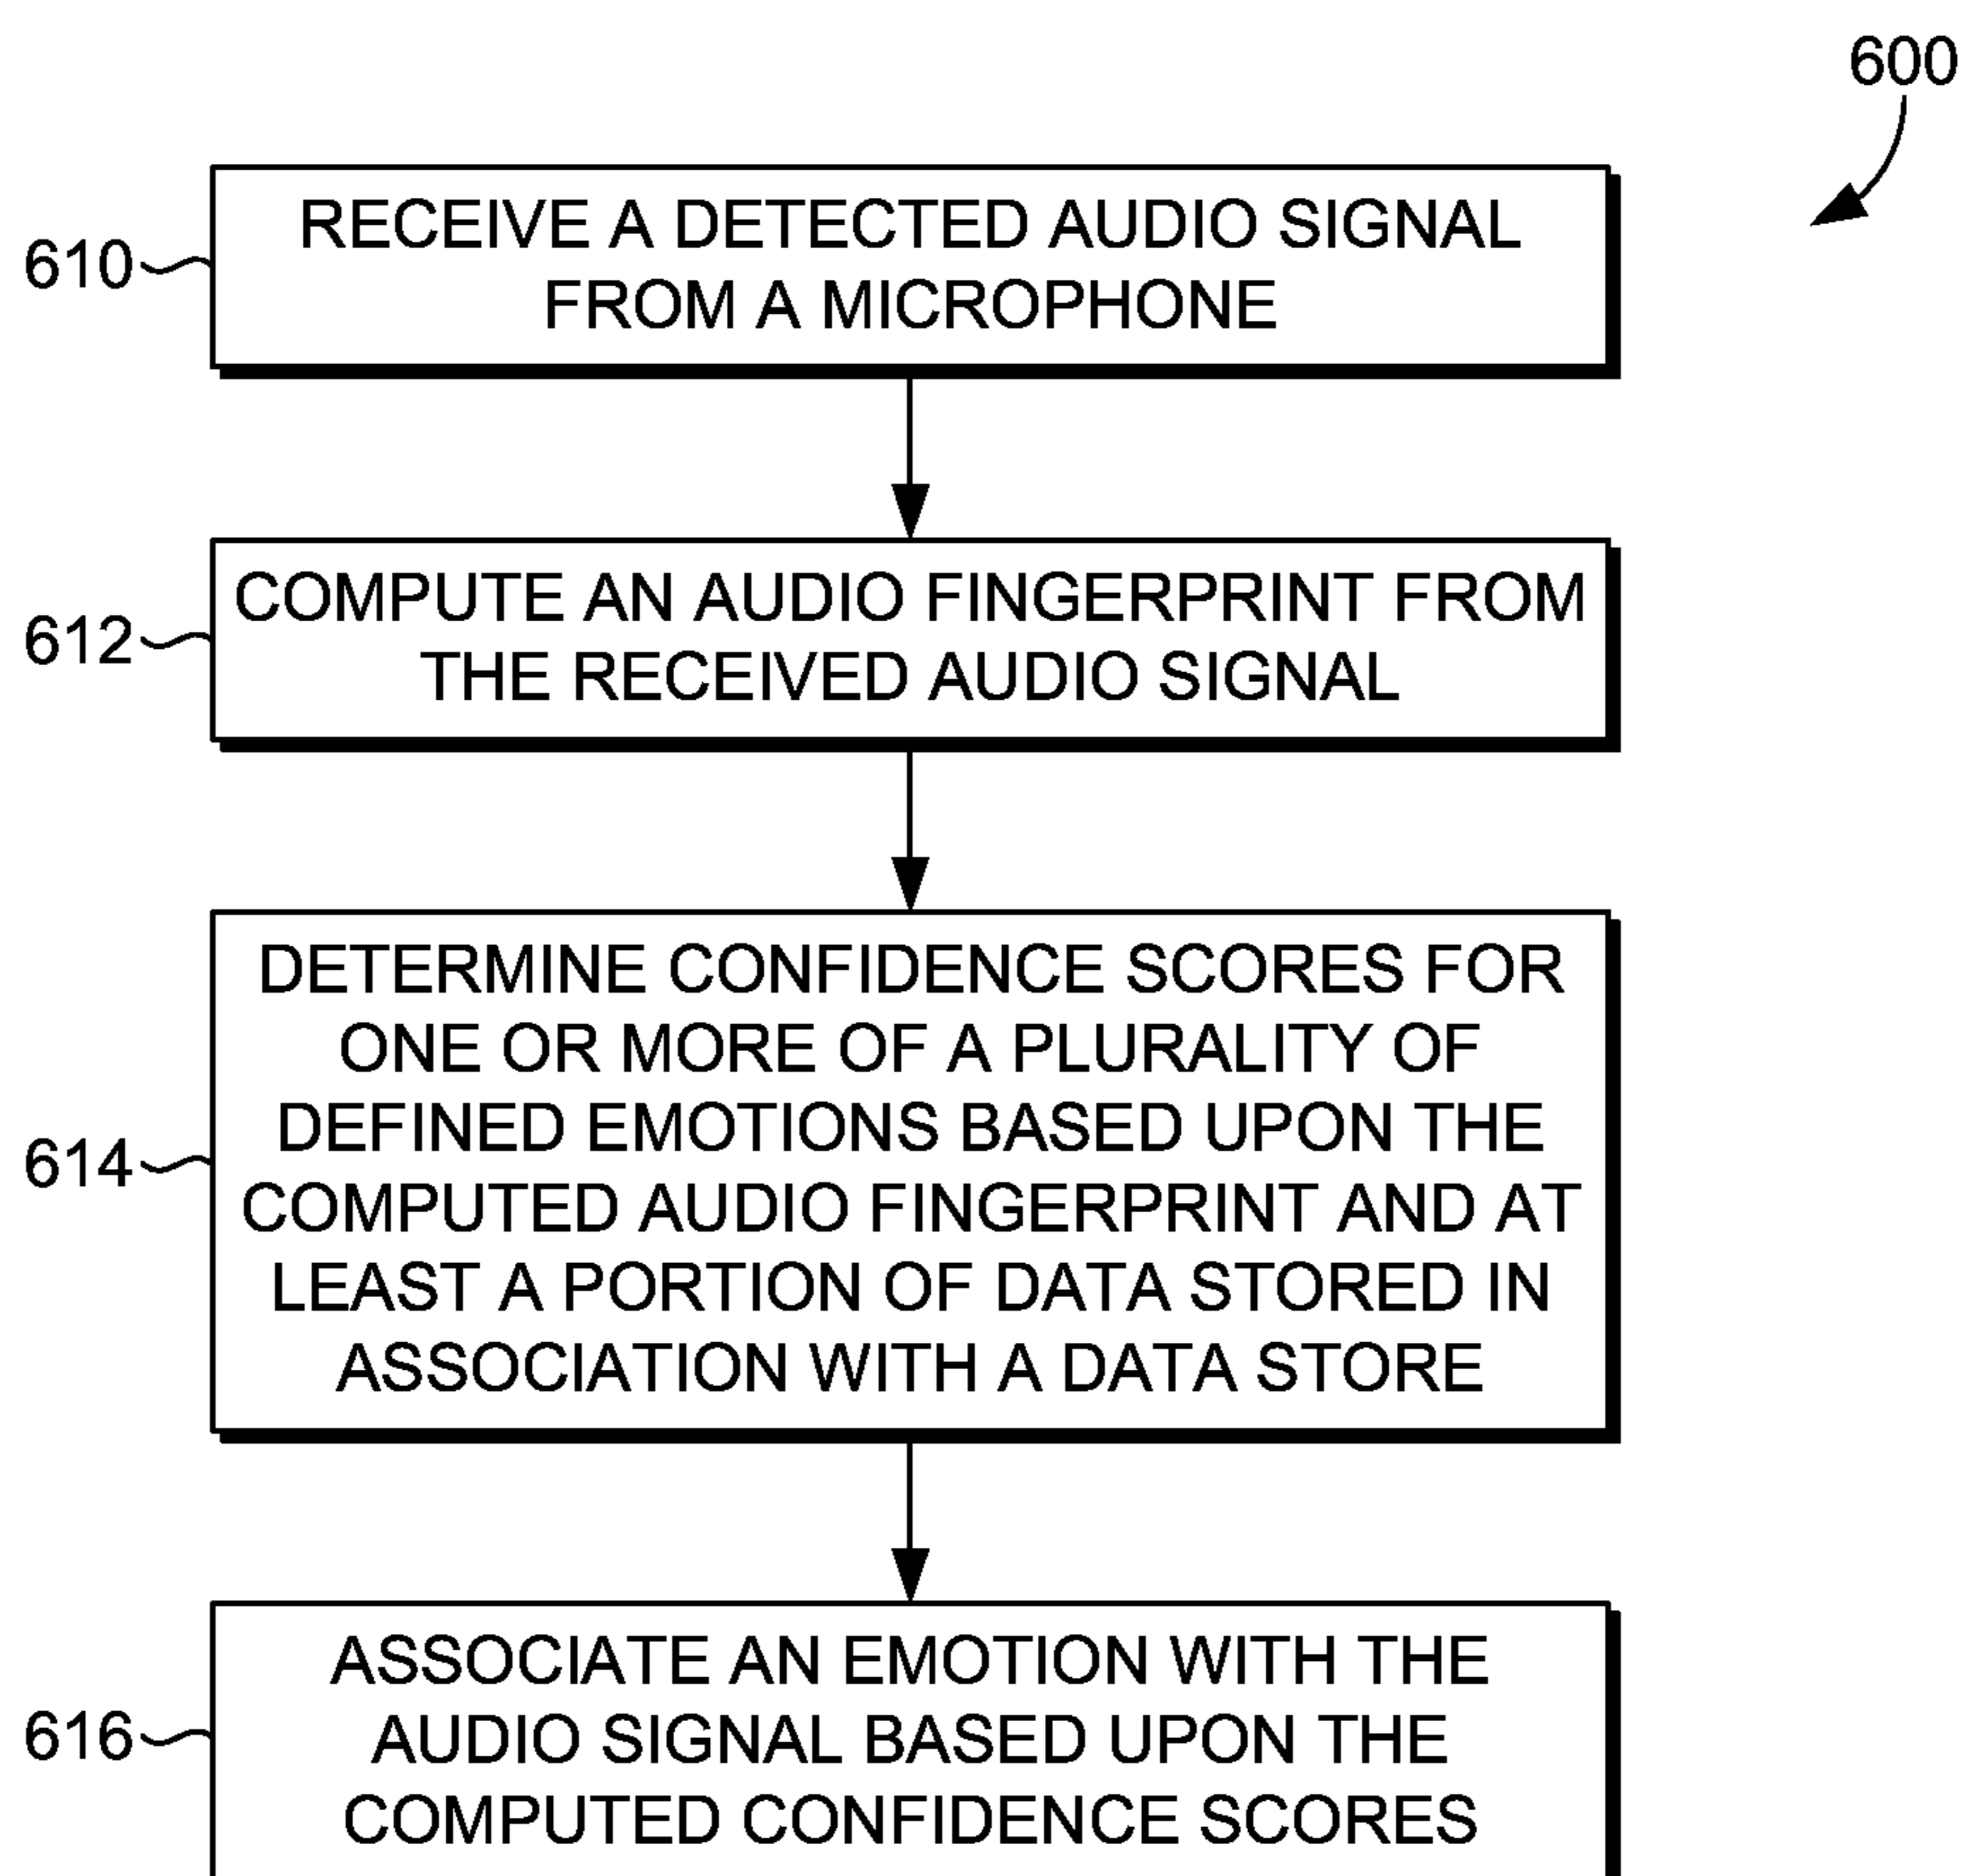 600
610
RECEIVE A DETECTED AUDIO SIGNAL
FROM A MICROPHONE
612
COMPUTE AN AUDIO FINGERPRINT FROM
THE RECEIVED AUDIO SIGNAL
614
DETERMINE CONFIDENCE SCORES FOR
ONE OR MORE OF A PLURALITY OF
DEFINED EMOTIONS BASED UPON THE
COMPUTED AUDIO FINGERPRINT AND AT
LEAST A PORTION OF DATA STORED IN
ASSOCIATION WITH A DATA STORE
616
ASSOCIATE AN EMOTION WITH THE
AUDIO SIGNAL BASED UPON THE
COMPUTED CONFIDENCE SCORES